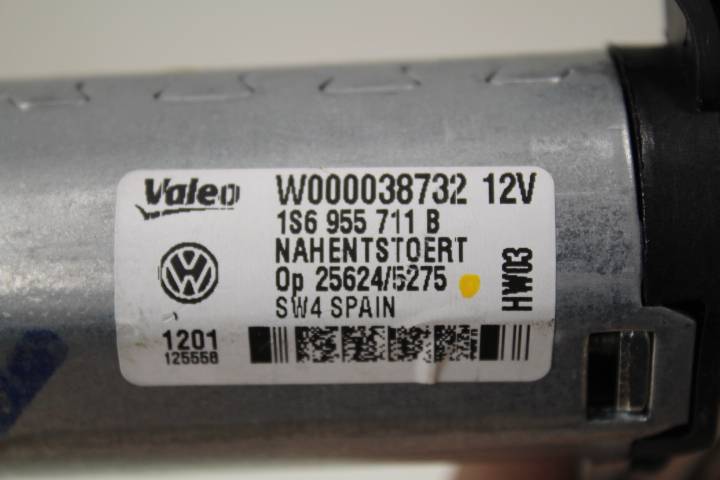 Valeo W000038732 12V
1S6 955 711 B
NAHENTSTOERT
Op 25624/5275
SW4 SPAIN
HW03
1201
125558